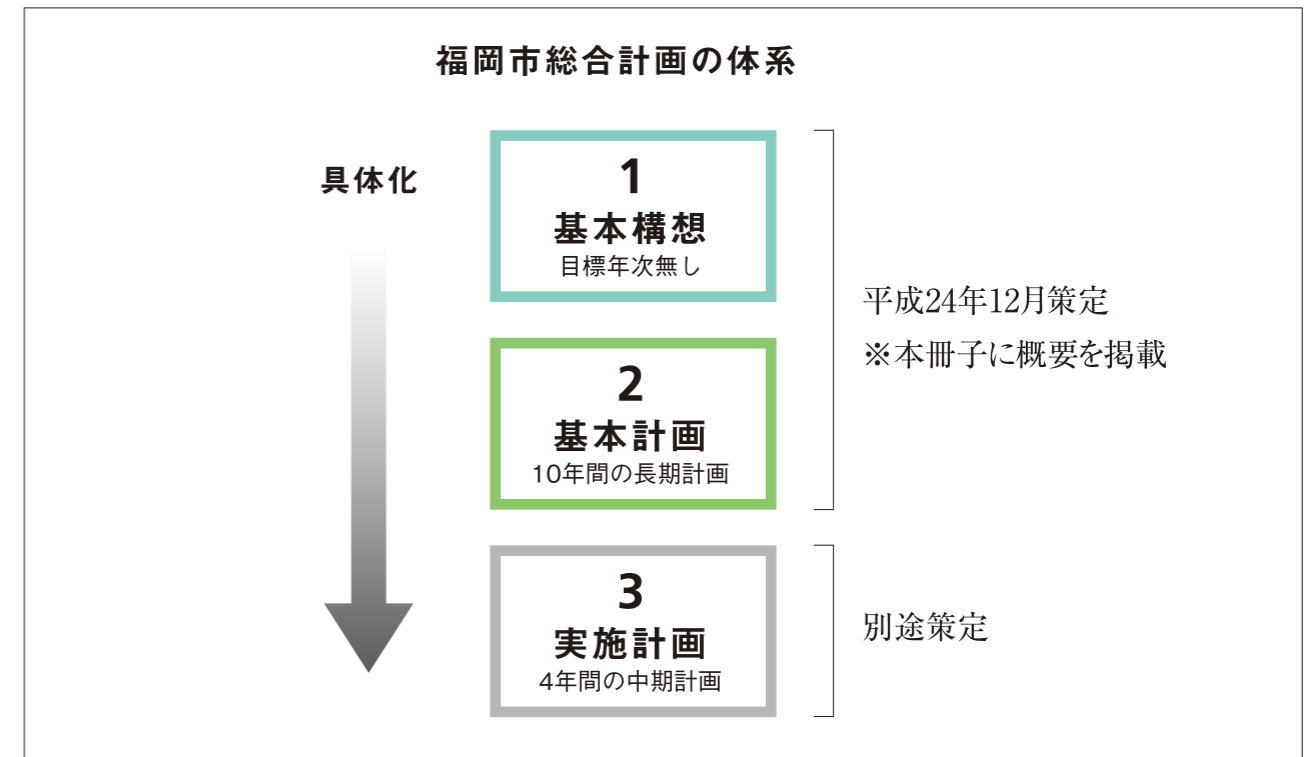 福岡市総合計画の体系
具体化
1
基本構想
目標年次無し
2
基本計画
10年間の長期計画
平成24年12月策定
※本冊子に概要を掲載
3
実施計画
4年間の中期計画
別途策定